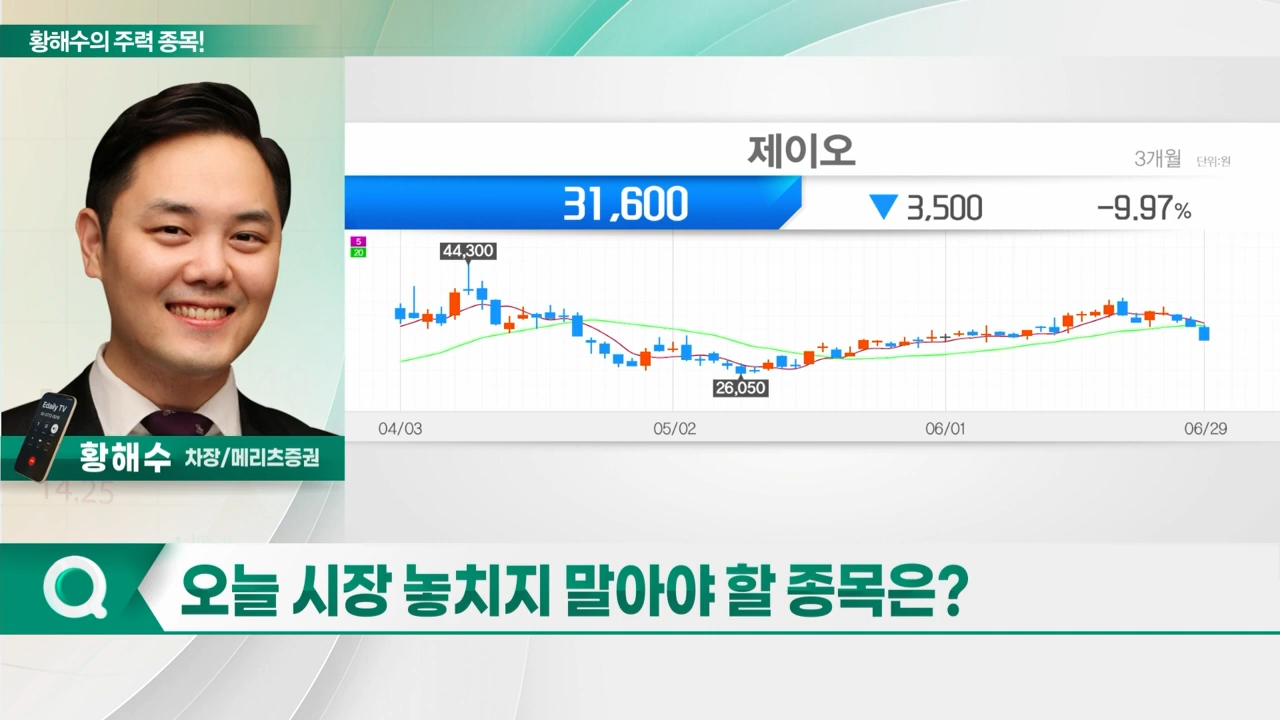 황해수의 주력 종목!
제이오
3개월 단위:원
31,600 ▼ 3,500 -9.97%
5
20
44,300
26,050
04/03 05/02 06/01 06/29
Edaily TV
황해수 차장/메리츠증권
14.25
Q 오늘 시장 놓치지 말아야 할 종목은?